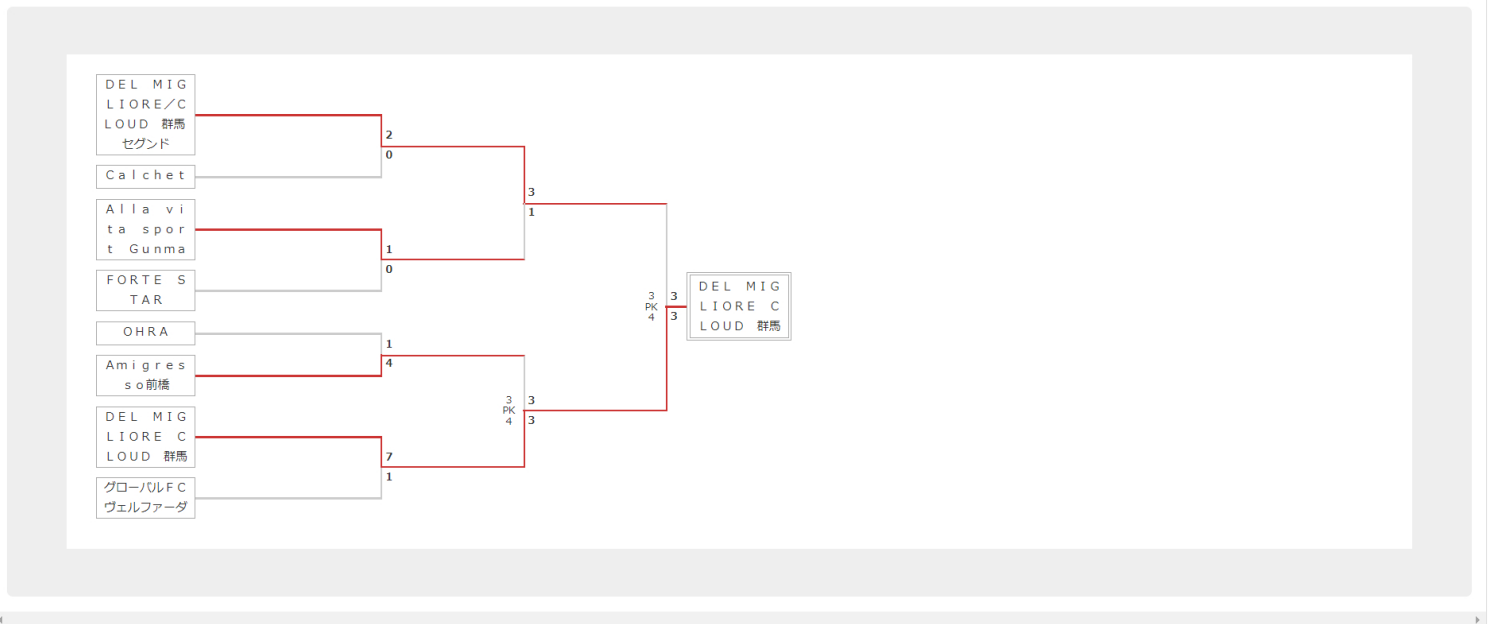 ＤＥＬ　ＭＩＧ
ＬＩＯＲＥ／Ｃ
ＬＯＵＤ　群馬
セグンド
2
0
Ｃａｌｃｈｅｔ
3
1
Ａｌｌａ　ｖｉ
ｔａ　ｓｐｏｒ
ｔ　Ｇｕｎｍａ
1
0
ＦＯＲＴＥ　Ｓ
ＴＡＲ
3
PK
4
3
3
ＤＥＬ　ＭＩＧ
ＬＩＯＲＥ　Ｃ
ＬＯＵＤ　群馬
ＯＨＲＡ
1
4
Ａｍｉｇｒｅｓ
ｓｏ前橋
3
PK
4
3
3
ＤＥＬ　ＭＩＧ
ＬＩＯＲＥ　Ｃ
ＬＯＵＤ　群馬
7
1
グローバルＦＣ
ヴェルファーダ